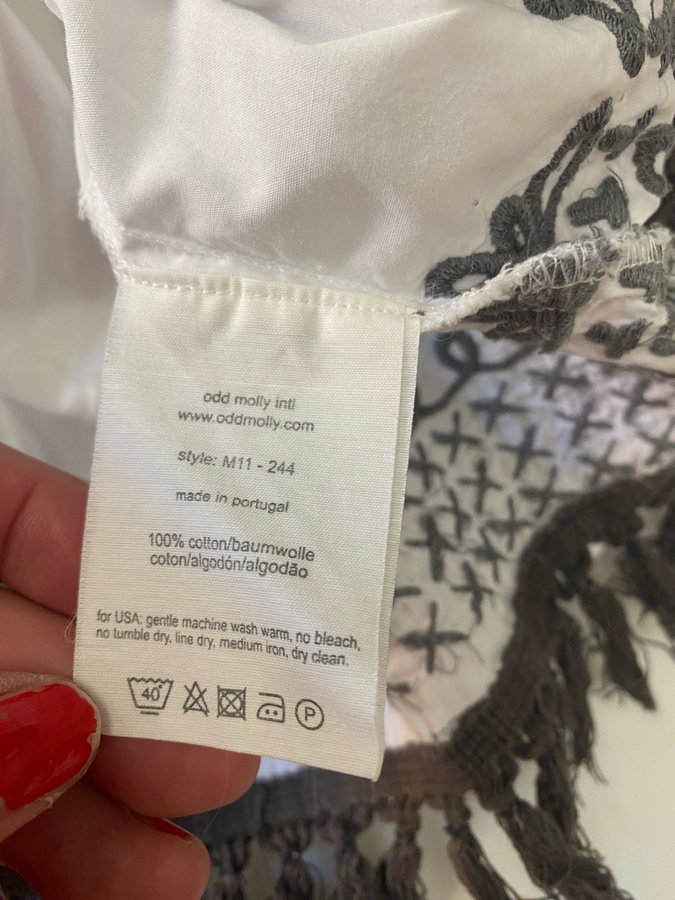 odd molly intl
www.oddmolly.com
style: M11 - 244
made in portugal
100% cotton/baumwolle
coton/algodón/algodão
for USA: gentle machine wash warm, no bleach,
no tumble dry, line dry, medium iron, dry clean.
40° P